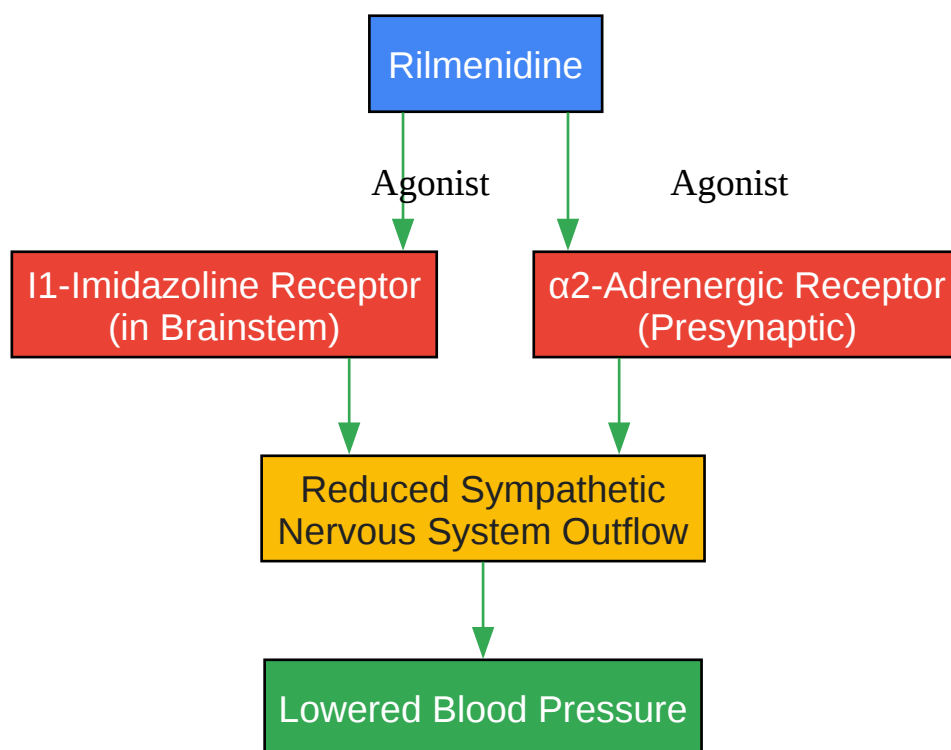 Rilmenidine
Agonist
Agonist
I1-Imidazoline Receptor
(in Brainstem)
α2-Adrenergic Receptor
(Presynaptic)
Reduced Sympathetic
Nervous System Outflow
Lowered Blood Pressure